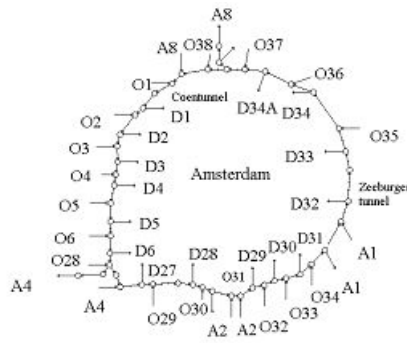 A8
A8 O38 O37
O1 O36
Coentunnel D34A D34
O2 D1
D2 O35
O3
D3 D33
O4 Amsterdam
D4
O5 D32 Zeeburger
tunnel
D5
O6
D6 D28 D29 D30 D31 A1
O28 D27 O31
A4 A4 O34 A1
O29 O30 O33
A2 A2 O32